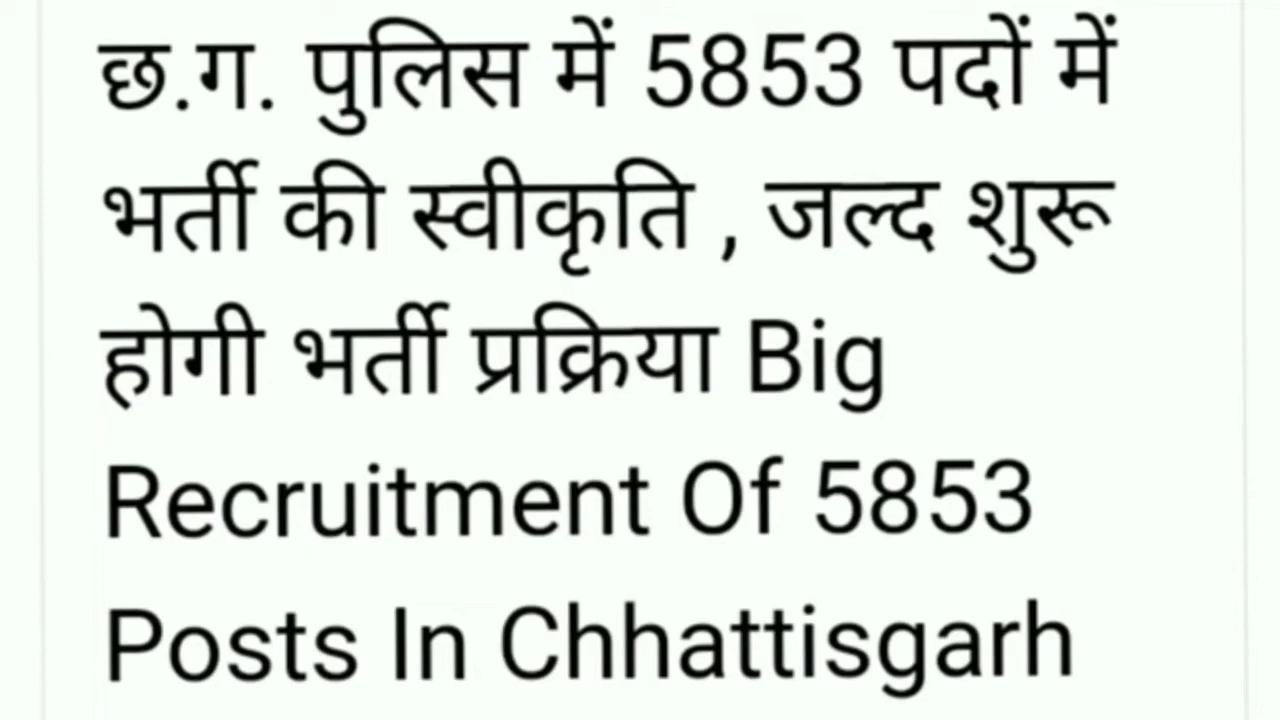 छ.ग. पुलिस में 5853 पदों में
भर्ती की स्वीकृति , जल्द शुरू
होगी भर्ती प्रक्रिया Big
Recruitment Of 5853
Posts In Chhattisgarh